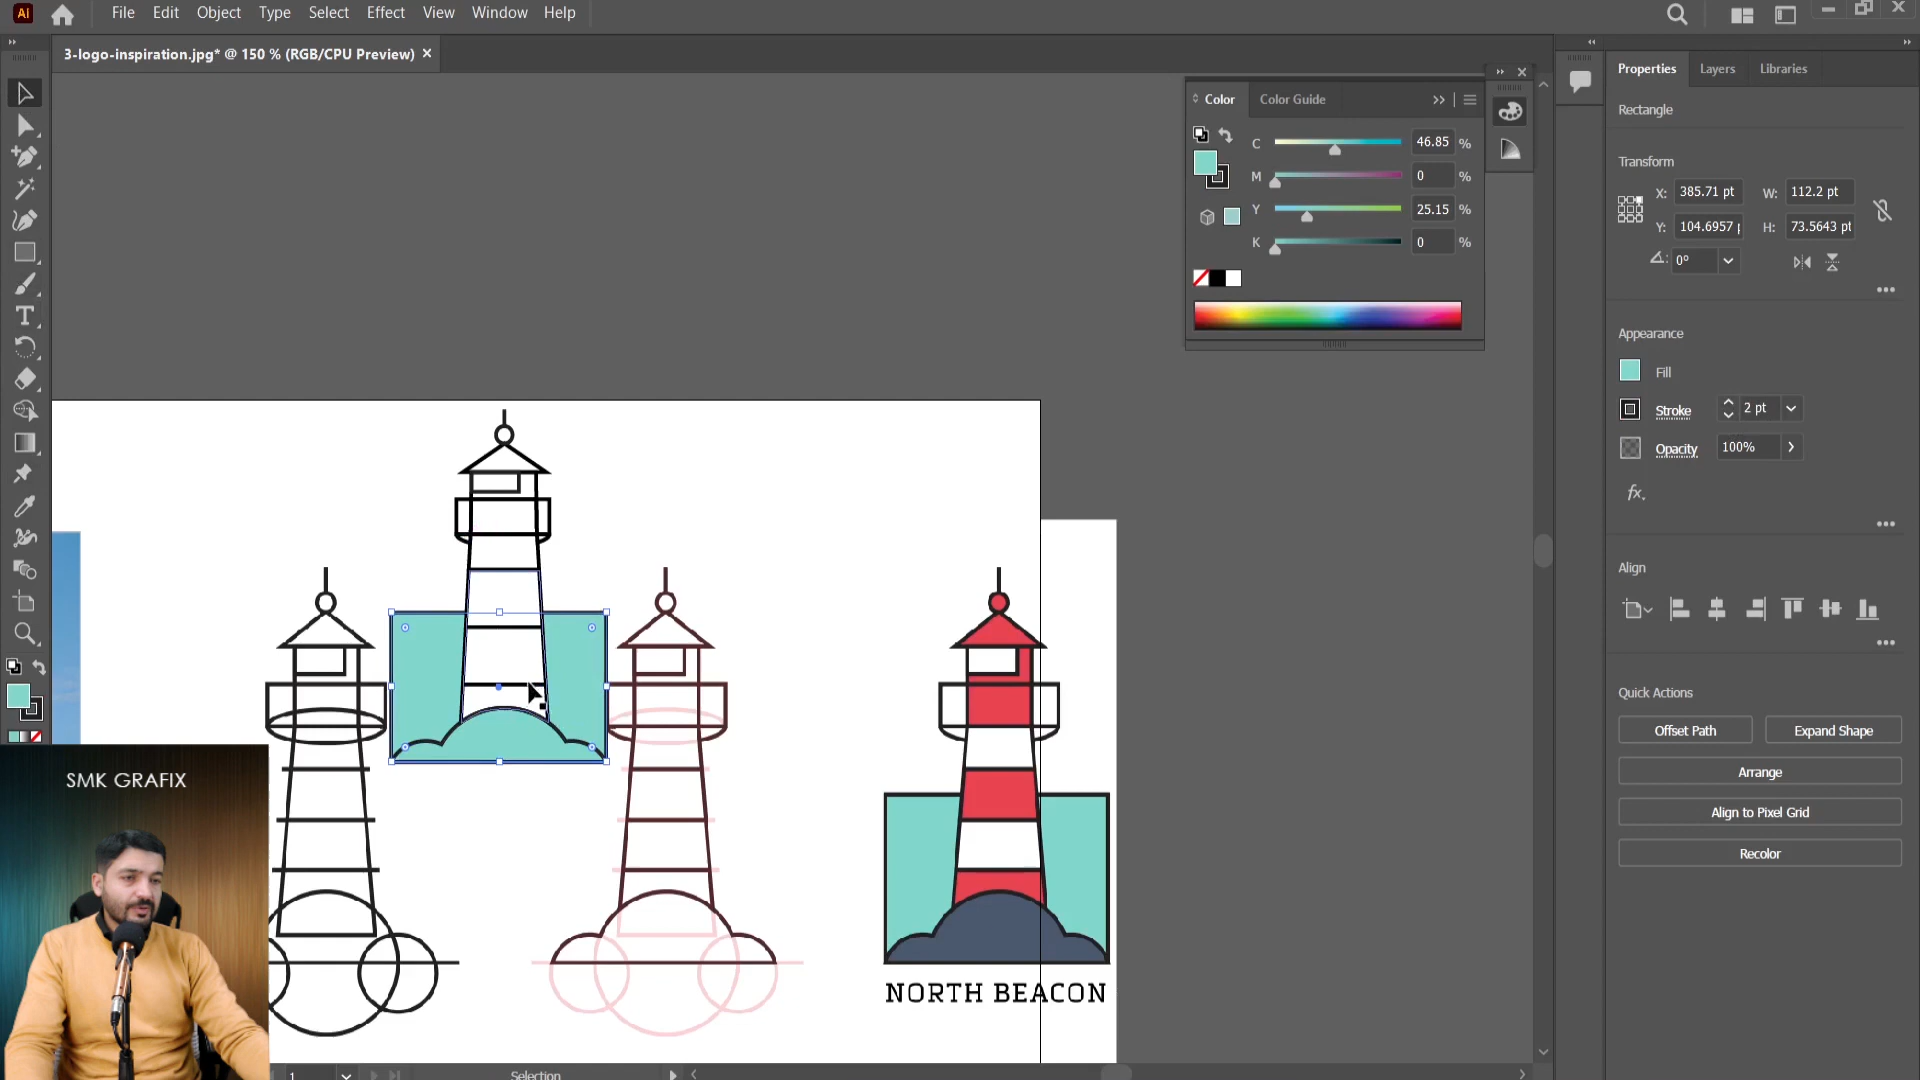 Ai File Edit Object Type Select Effect View Window Help
3-logo-inspiration.jpg* @ 150 % (RGB/CPU Preview) ×
Color Color Guide
C 46.85 %
M 0 %
Y 25.15 %
K 0 %
Properties Layers Libraries
Rectangle
Transform
X: 385.71 pt W: 112.2 pt
Y: 104.6957 p H: 73.5643 pt
0°
Appearance
Fill
Stroke 2 pt
Opacity 100%
fx.
Align
Quick Actions
Offset Path Expand Shape
Arrange
Align to Pixel Grid
Recolor
SMK GRAFIX
NORTH BEACON
1 Selection